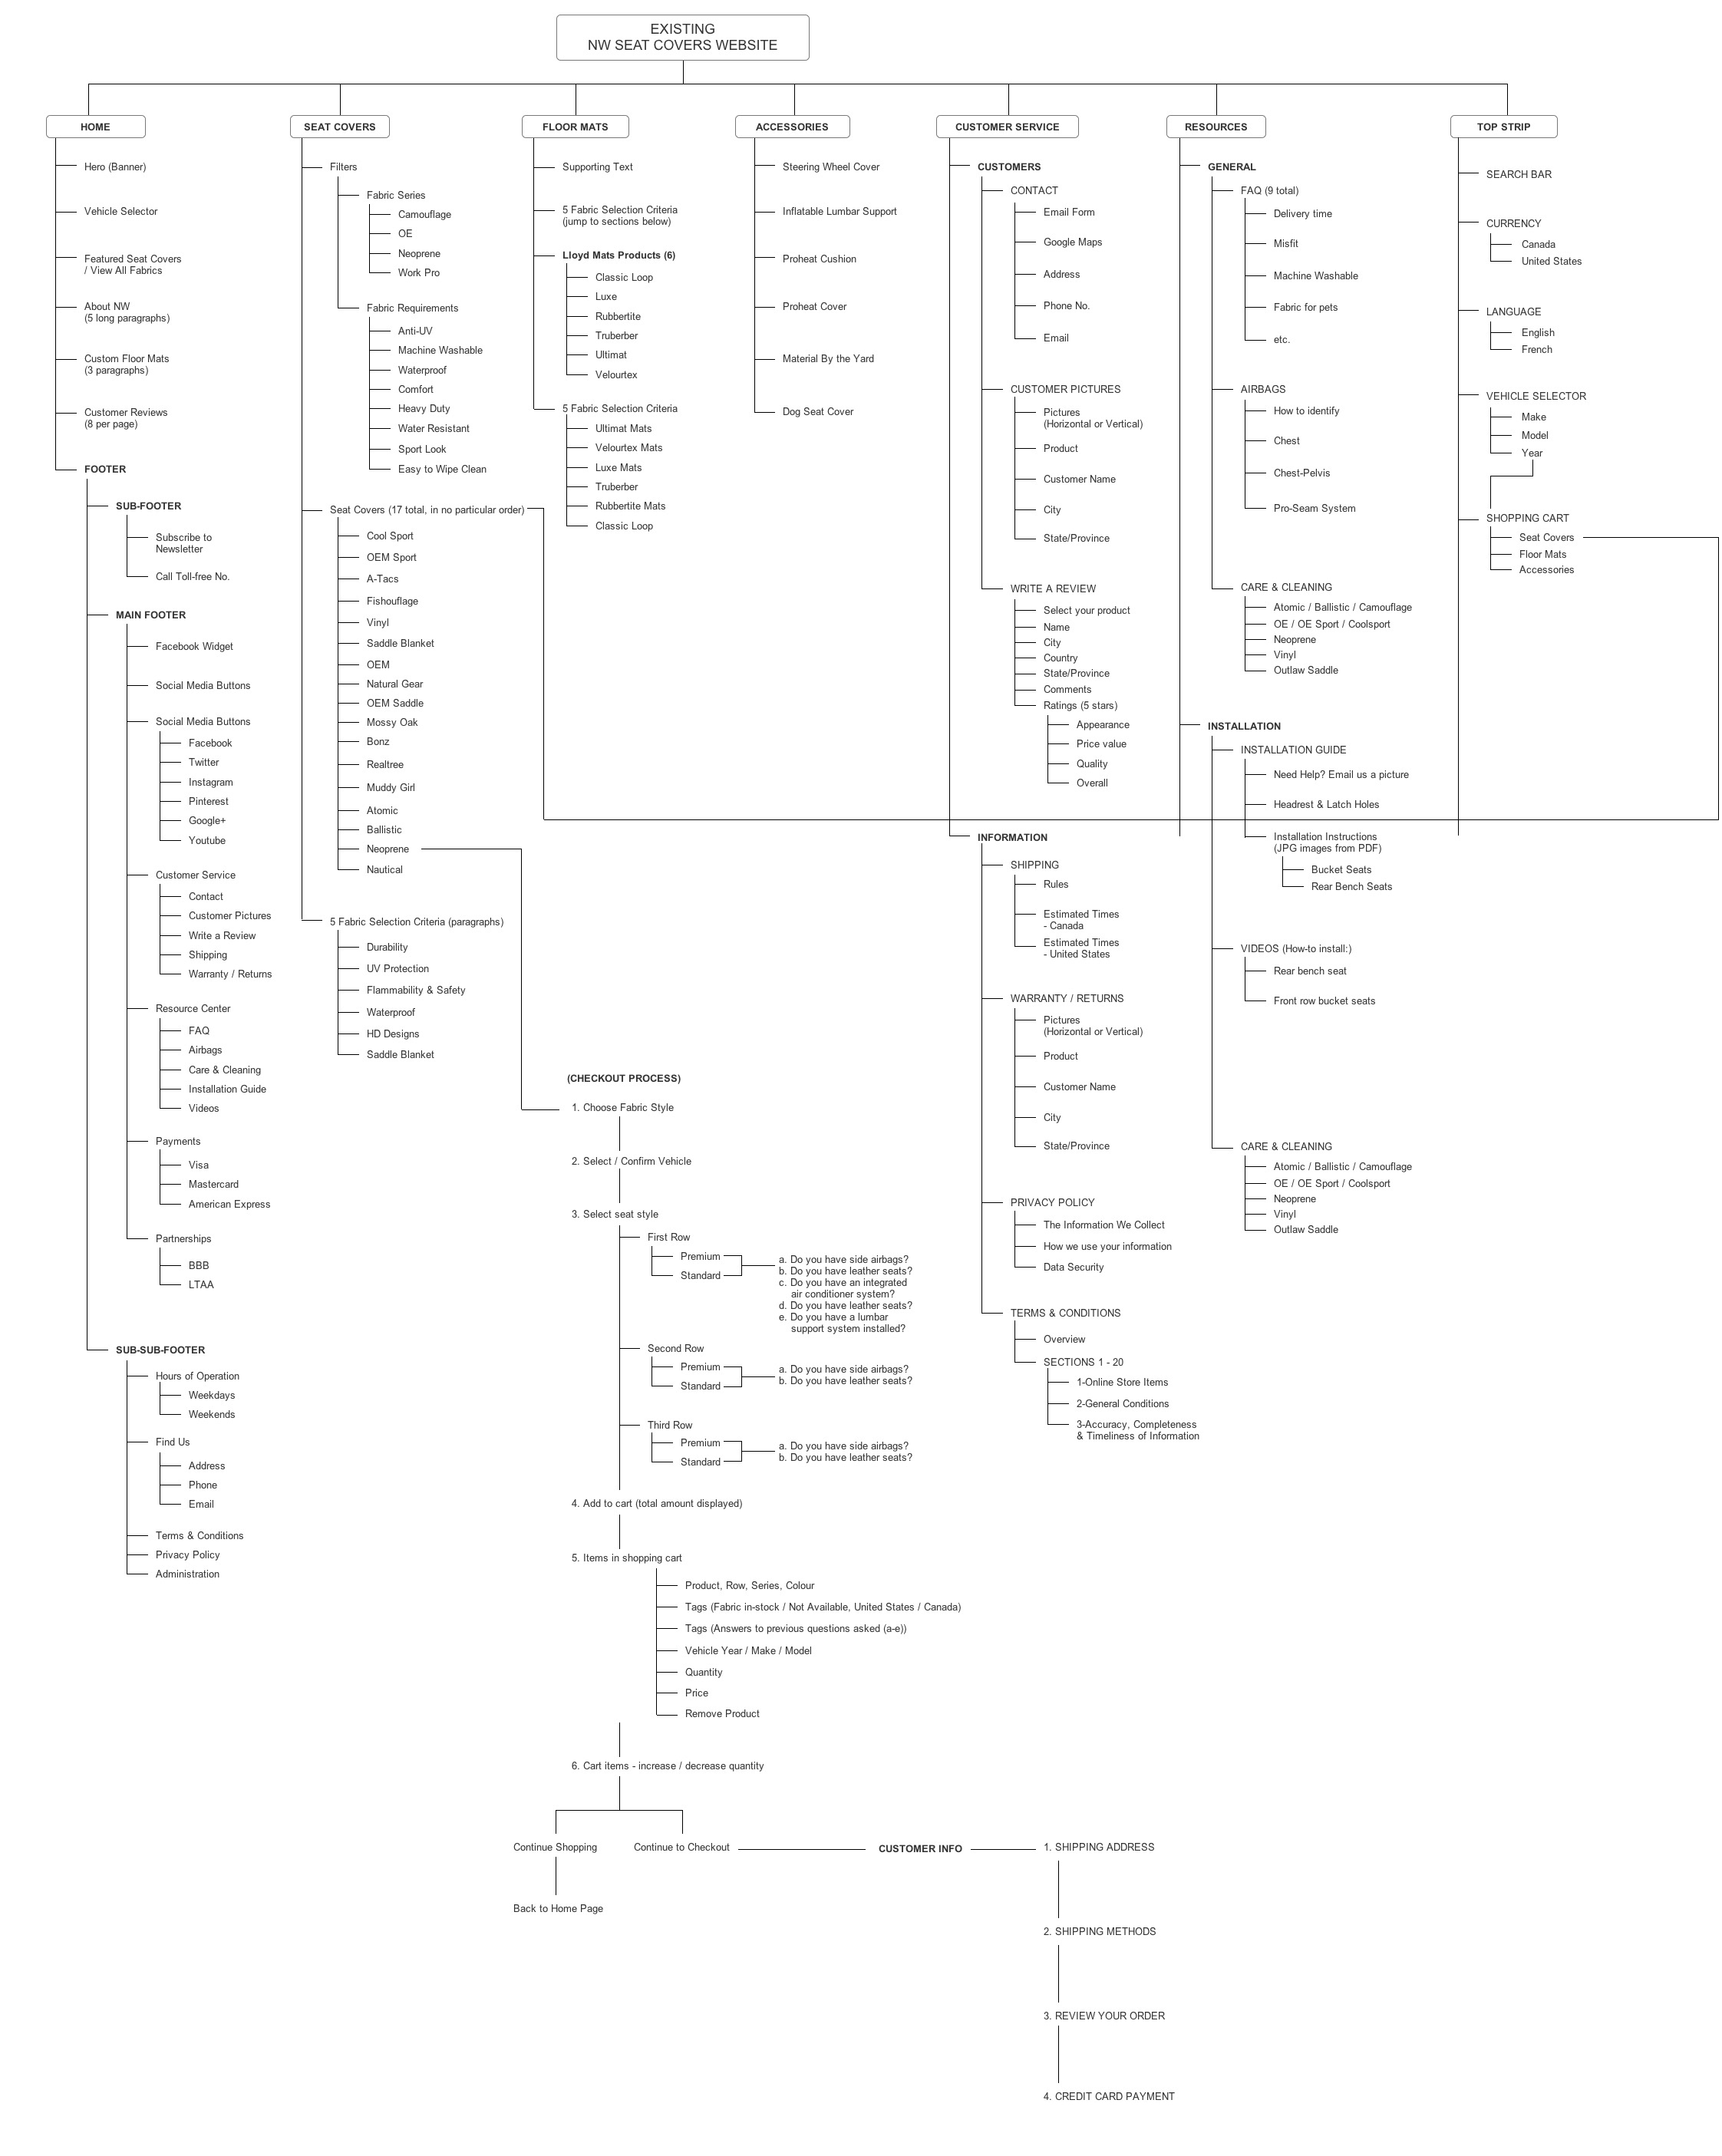 EXISTING
NW SEAT COVERS WEBSITE
HOME
Hero (Banner)
Vehicle Selector
Featured Seat Covers
/ View All Fabrics
About NW
(5 long paragraphs)
Custom Floor Mats
(3 paragraphs)
Customer Reviews
(8 per page)
FOOTER
SUB-FOOTER
Subscribe to
Newsletter
Call Toll-free No.
MAIN FOOTER
Facebook Widget
Social Media Buttons
Social Media Buttons
Facebook
Twitter
Instagram
Pinterest
Google+
Youtube
Customer Service
Contact
Customer Pictures
Write a Review
Shipping
Warranty / Returns
Resource Center
FAQ
Airbags
Care & Cleaning
Installation Guide
Videos
Payments
Visa
Mastercard
American Express
Partnerships
BBB
LTAA
SUB-SUB-FOOTER
Hours of Operation
Weekdays
Weekends
Find Us
Address
Phone
Email
Terms & Conditions
Privacy Policy
Administration
SEAT COVERS
Filters
Fabric Series
Camouflage
OE
Neoprene
Work Pro
Fabric Requirements
Anti-UV
Machine Washable
Waterproof
Comfort
Heavy Duty
Water Resistant
Sport Look
Easy to Wipe Clean
Seat Covers (17 total, in no particular order)
Cool Sport
OEM Sport
A-Tacs
Fishouflage
Vinyl
Saddle Blanket
OEM
Natural Gear
OEM Saddle
Mossy Oak
Bonz
Realtree
Muddy Girl
Atomic
Ballistic
Neoprene
Nautical
5 Fabric Selection Criteria (paragraphs)
Durability
UV Protection
Flammability & Safety
Waterproof
HD Designs
Saddle Blanket
FLOOR MATS
Supporting Text
5 Fabric Selection Criteria
(jump to sections below)
Lloyd Mats Products (6)
Classic Loop
Luxe
Rubbertite
Truberber
Ultimat
Velourtex
5 Fabric Selection Criteria
Ultimat Mats
Velourtex Mats
Luxe Mats
Truberber
Rubbertite Mats
Classic Loop
ACCESSORIES
Steering Wheel Cover
Inflatable Lumbar Support
Proheat Cushion
Proheat Cover
Material By the Yard
Dog Seat Cover
CUSTOMER SERVICE
CUSTOMERS
CONTACT
Email Form
Google Maps
Address
Phone No.
Email
CUSTOMER PICTURES
Pictures
(Horizontal or Vertical)
Product
Customer Name
City
State/Province
WRITE A REVIEW
Select your product
Name
City
Country
State/Province
Comments
Ratings (5 stars)
Appearance
Price value
Quality
Overall
INFORMATION
SHIPPING
Rules
Estimated Times
- Canada
Estimated Times
- United States
WARRANTY / RETURNS
Pictures
(Horizontal or Vertical)
Product
Customer Name
City
State/Province
PRIVACY POLICY
The Information We Collect
How we use your information
Data Security
TERMS & CONDITIONS
Overview
SECTIONS 1 - 20
1-Online Store Items
2-General Conditions
3-Accuracy, Completeness
& Timeliness of Information
RESOURCES
GENERAL
FAQ (9 total)
Delivery time
Misfit
Machine Washable
Fabric for pets
etc.
AIRBAGS
How to identify
Chest
Chest-Pelvis
Pro-Seam System
CARE & CLEANING
Atomic / Ballistic / Camouflage
OE / OE Sport / Coolsport
Neoprene
Vinyl
Outlaw Saddle
INSTALLATION
INSTALLATION GUIDE
Need Help? Email us a picture
Headrest & Latch Holes
Installation Instructions
(JPG images from PDF)
Bucket Seats
Rear Bench Seats
VIDEOS (How-to install:)
Rear bench seat
Front row bucket seats
CARE & CLEANING
Atomic / Ballistic / Camouflage
OE / OE Sport / Coolsport
Neoprene
Vinyl
Outlaw Saddle
TOP STRIP
SEARCH BAR
CURRENCY
Canada
United States
LANGUAGE
English
French
VEHICLE SELECTOR
Make
Model
Year
SHOPPING CART
Seat Covers
Floor Mats
Accessories
(CHECKOUT PROCESS)
1. Choose Fabric Style
2. Select / Confirm Vehicle
3. Select seat style
First Row
Premium
Standard
a. Do you have side airbags?
b. Do you have leather seats?
c. Do you have an integrated
air conditioner system?
d. Do you have leather seats?
e. Do you have a lumbar
support system installed?
Second Row
Premium
Standard
a. Do you have side airbags?
b. Do you have leather seats?
Third Row
Premium
Standard
a. Do you have side airbags?
b. Do you have leather seats?
4. Add to cart (total amount displayed)
5. Items in shopping cart
Product, Row, Series, Colour
Tags (Fabric in-stock / Not Available, United States / Canada)
Tags (Answers to previous questions asked (a-e))
Vehicle Year / Make / Model
Quantity
Price
Remove Product
6. Cart items - increase / decrease quantity
Continue Shopping
Back to Home Page
Continue to Checkout
CUSTOMER INFO
1. SHIPPING ADDRESS
2. SHIPPING METHODS
3. REVIEW YOUR ORDER
4. CREDIT CARD PAYMENT